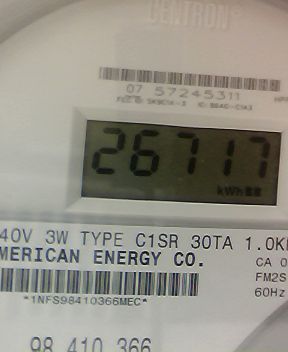 CENTRON®
07 57245311
26717
kWh
40V 3W TYPE C1SR 30TA 1.0K
MERICAN ENERGY CO.
CA 0
FM2S
60Hz
*1NFS98410366MEC*
98 410 366